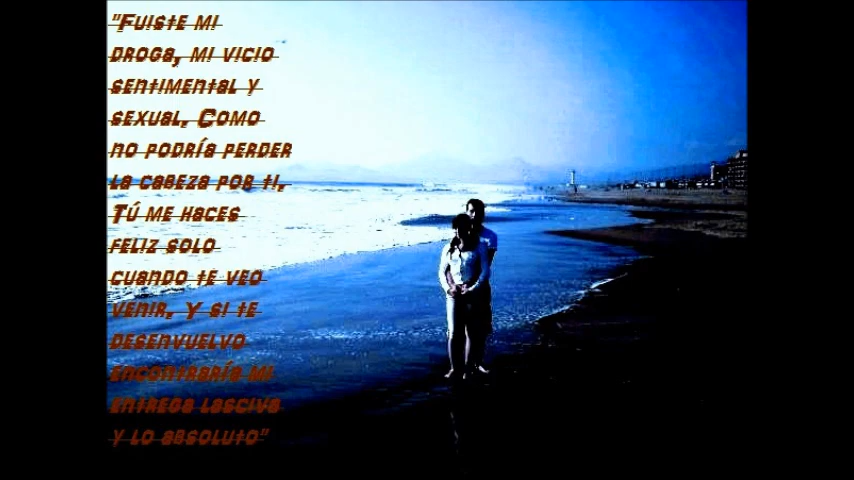 "Fuiste mi
droga, mi vicio
sentimental y
sexual. Como
no podría perder
la cabeza por ti.
Tú me haces
feliz solo
cuando te veo
venir. Y si te
desenvuelvo
encontraría mi
entrega lasciva
y lo absoluto"